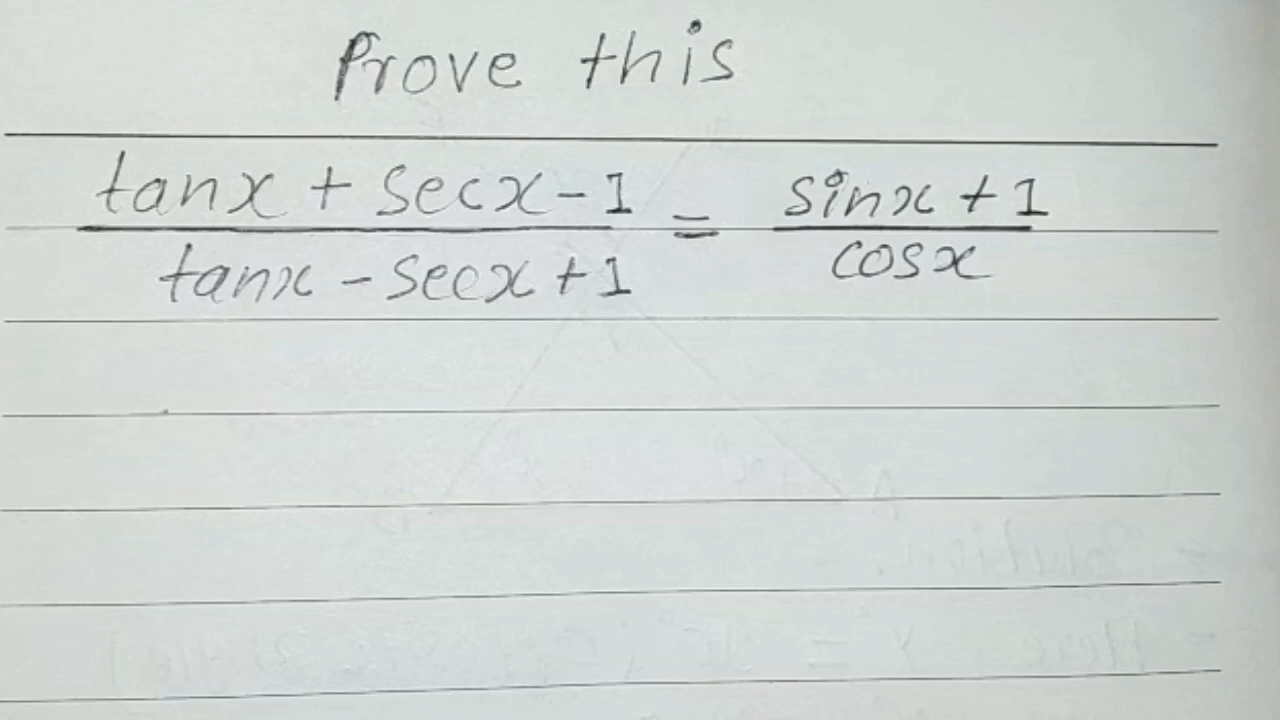 Prove this
tanx + secx - 1 / tanx - secx + 1 = sinx + 1 / cosx